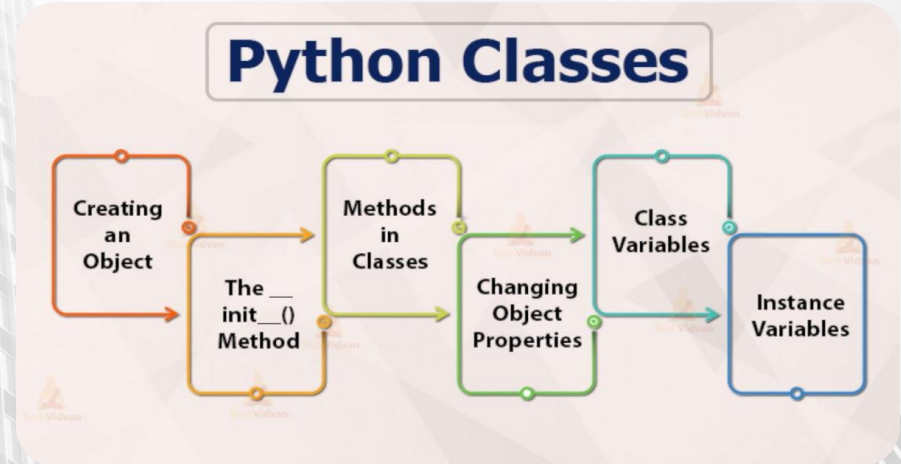 Python Classes
Creating
an
Object
The __
init__()
Method
Methods
in
Classes
Changing
Object
Properties
Class
Variables
Instance
Variables
TechVidvan